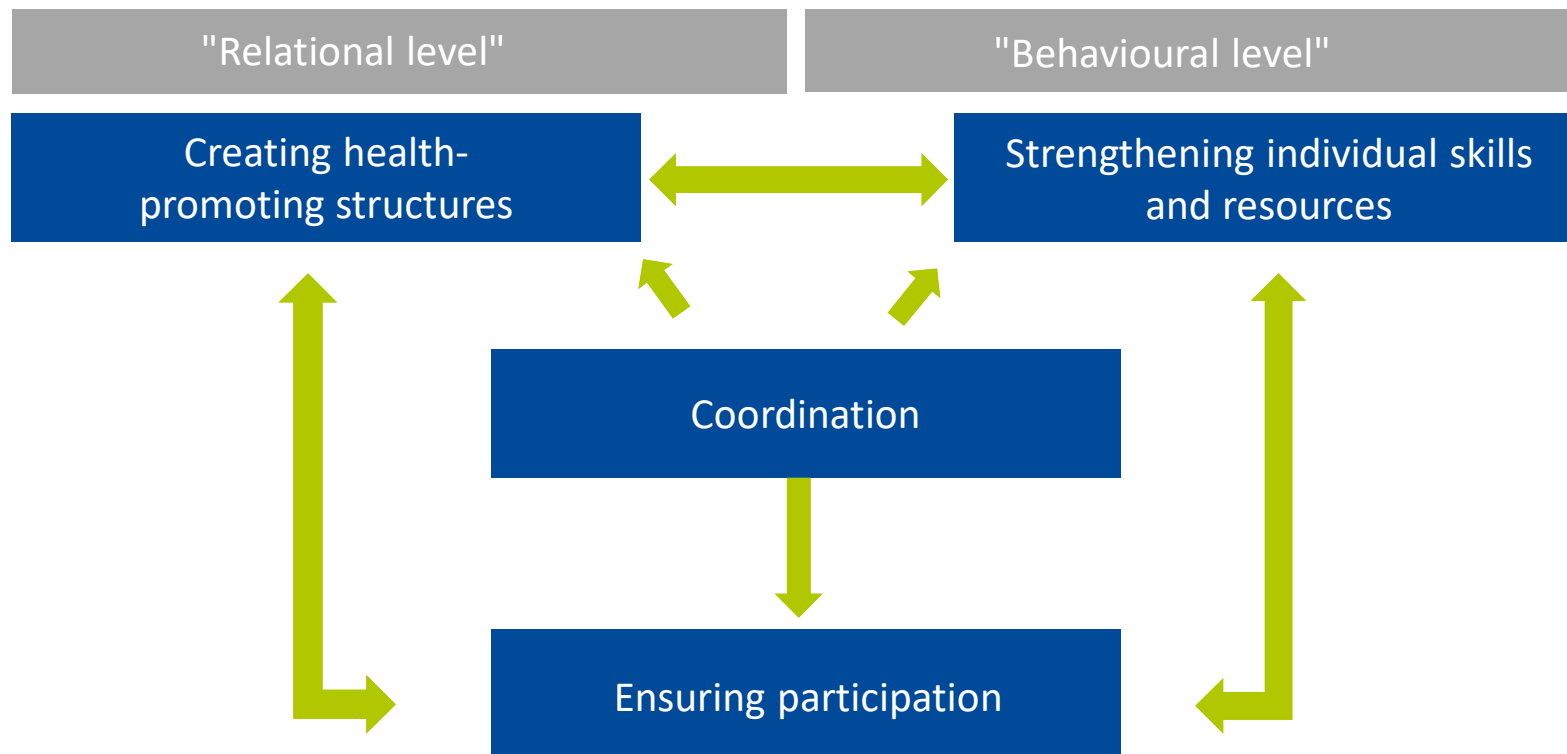 "Relational level"
"Behavioural level"
Creating health-
promoting structures
Strengthening individual skills
and resources
Coordination
Ensuring participation